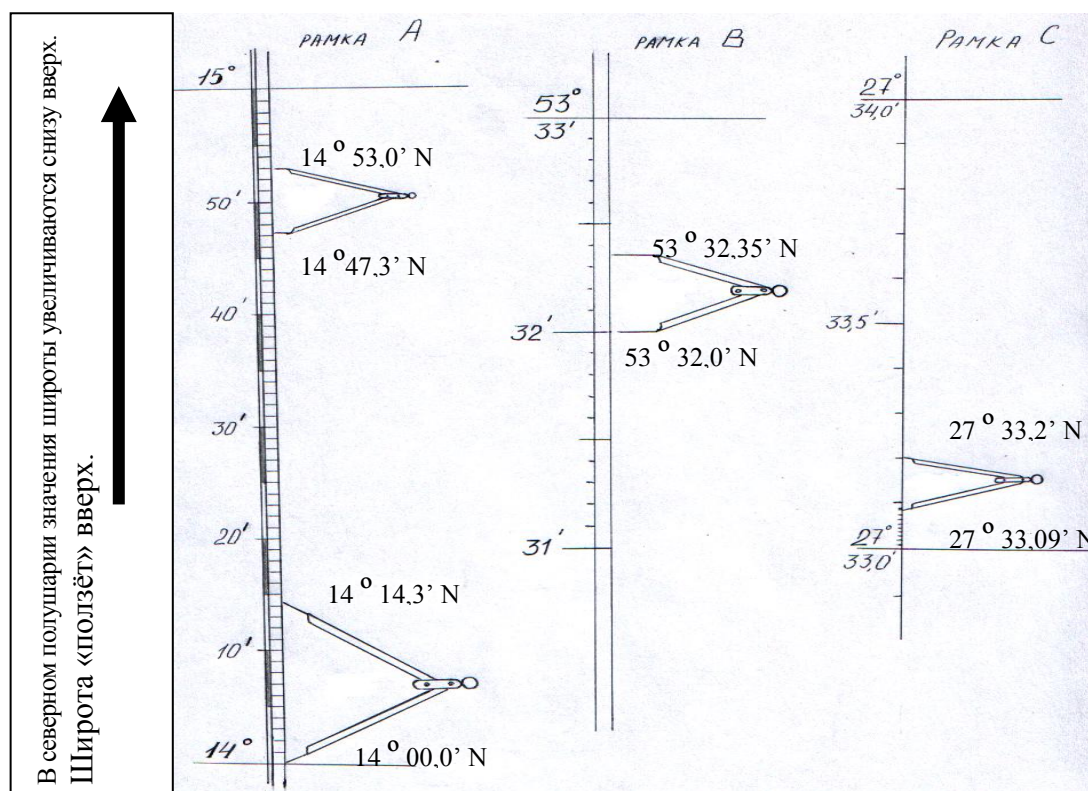 В северном полушарии значения широты увеличиваются снизу вверх.
Широта «ползёт» вверх.
РАМКА А
15°
14 ° 53,0’ N
50'
14 ° 47,3’ N
40'
30'
20'
14 ° 14,3’ N
10'
14°
14 ° 00,0’ N
РАМКА В
53°
33'
53 ° 32,35’ N
32'
53 ° 32,0’ N
31'
РАМКА С
27°
34,0'
33,5'
27 ° 33,2’ N
27°
33,0'
27 ° 33,09’ N